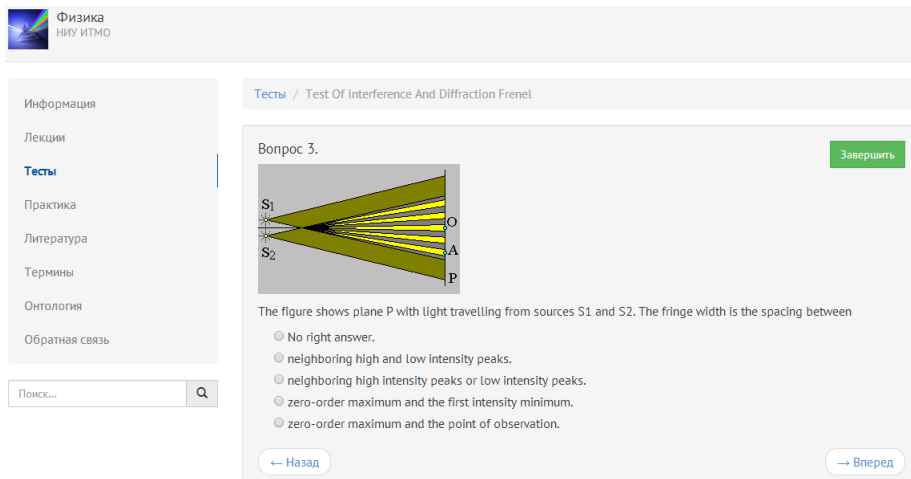 Физика
НИУ ИТМО
Информация
Лекции
Тесты
Практика
Литература
Термины
Онтология
Обратная связь
Поиск...
Тесты / Test Of Interference And Diffraction Frenel
Вопрос 3.
Завершить
S1
S2
O
A
P
The figure shows plane P with light travelling from sources S1 and S2. The fringe width is the spacing between
No right answer.
neighboring high and low intensity peaks.
neighboring high intensity peaks or low intensity peaks.
zero-order maximum and the first intensity minimum.
zero-order maximum and the point of observation.
← Назад
→ Вперед